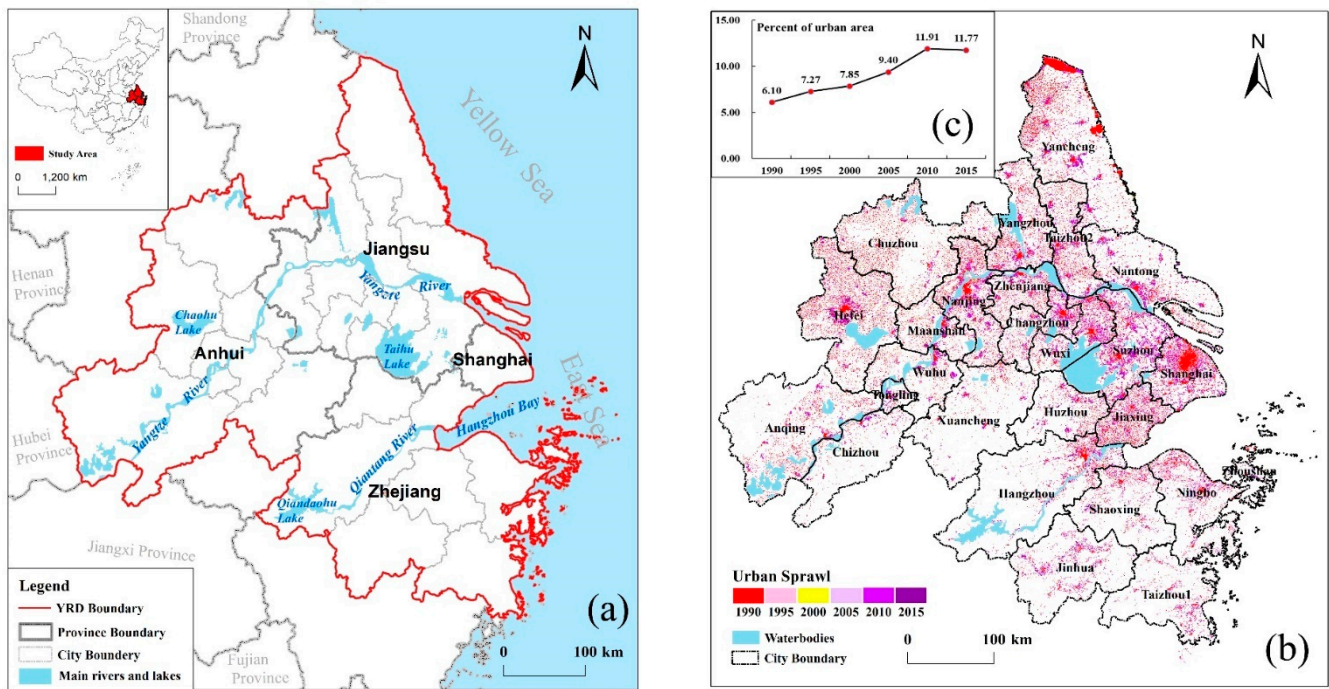 Shandong
Province
Study Area
0 1,200 km
N
Yellow Sea
Jiangsu
Yangtze
River
Henan
Province
Chaohu
Lake
Anhui
Taihu
Lake
Shanghai
East Sea
Hubei
Province
Yangtze
River
Hangzhou Bay
Qiantang River
Zhejiang
Qiandaohu
Lake
Jiangxi Province
Fujian
Province
Legend
YRD Boundary
Province Boundary
City Boundery
Main rivers and lakes
0 100 km
(a)
Percent of urban area
15.00
10.00
5.00
0.00
6.10
7.27
7.85
9.40
11.91
11.77
1990 1995 2000 2005 2010 2015
(c)
N
Yancheng
Yangzhou
Taizhou2
Chuzhou
Nantong
Zhenjiang
Nanjing
Hefei
Changzhou
Maanshan
Wuxi
Suzhou
Shanghai
Wuhu
Tongling
Huzhou
Jiaxing
Xuancheng
Anqing
Chizhou
Hangzhou
Zhoushan
Ningbo
Shaoxing
Jinhua
Taizhou1
Urban Sprawl
1990 1995 2000 2005 2010 2015
Waterbodies
City Boundary
0 100 km
(b)